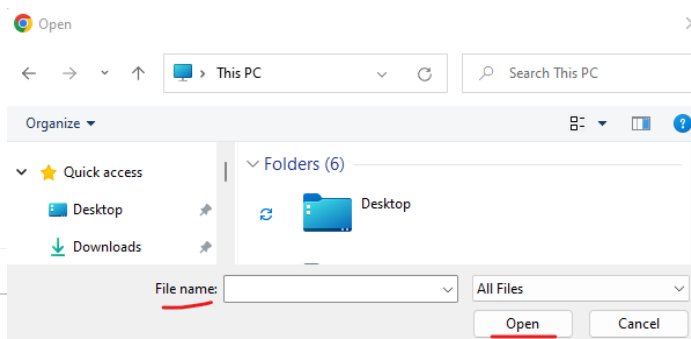 Open
This PC
Search This PC
Organize
Quick access
Folders (6)
Desktop
Desktop
Downloads
File name:
All Files
Open
Cancel